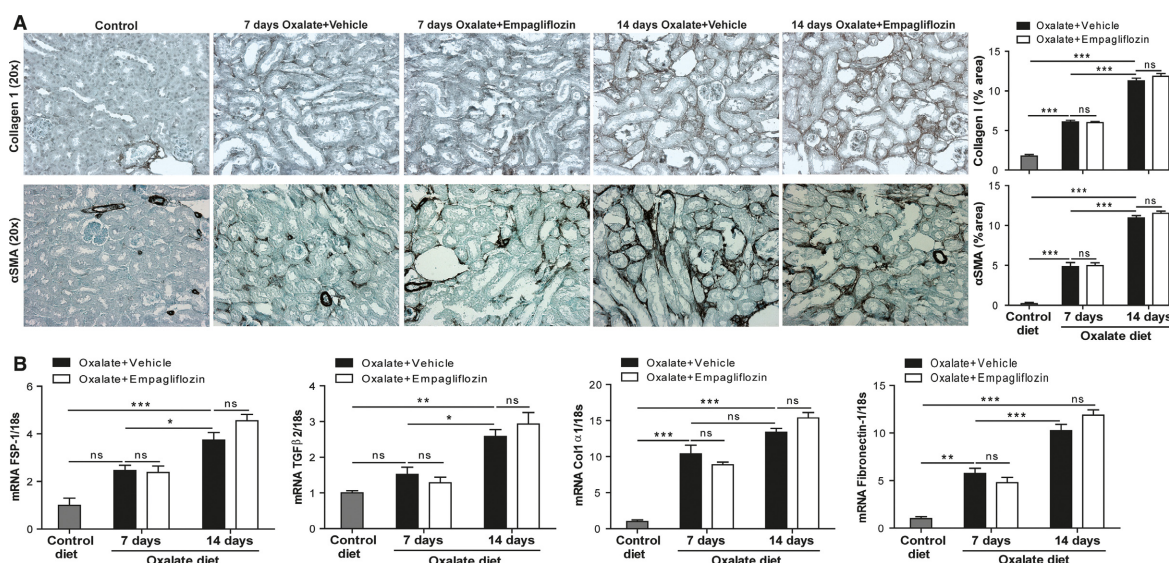 A
Control
7 days Oxalate+Vehicle
7 days Oxalate+Empagliflozin
14 days Oxalate+Vehicle
14 days Oxalate+Empagliflozin
Collagen 1 (20x)
αSMA (20x)
Oxalate+Vehicle
Oxalate+Empagliflozin
Collagen I (% area)
15
10
5
0
***
***
ns
***
ns
αSMA (%area)
15
10
5
0
***
***
ns
***
ns
Control diet
7 days
14 days
Oxalate diet
B
Oxalate+Vehicle
Oxalate+Empagliflozin
mRNA FSP-1/18s
6
4
2
0
***
ns
*
ns
ns
Control diet
7 days
14 days
Oxalate diet
Oxalate+Vehicle
Oxalate+Empagliflozin
mRNA TGFβ2/18s
4
3
2
1
0
**
ns
*
ns
ns
Control diet
7 days
14 days
Oxalate diet
Oxalate+Vehicle
Oxalate+Empagliflozin
mRNA Col1α1/18s
20
15
10
5
0
***
ns
ns
***
ns
Control diet
7 days
14 days
Oxalate diet
Oxalate+Vehicle
Oxalate+Empagliflozin
mRNA Fibronectin-1/18s
15
10
5
0
***
ns
***
**
ns
Control diet
7 days
14 days
Oxalate diet